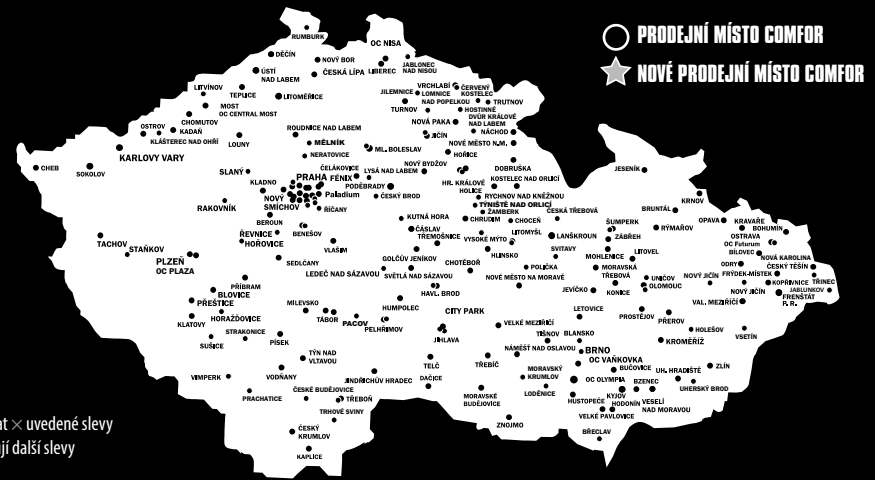 PRODEJNÍ MÍSTO COMFOR
NOVÉ PRODEJNÍ MÍSTO COMFOR
RUMBURK
OC NISA
DĚČÍN
NOVÝ BOR
ÚSTÍ
NAD LABEM
ČESKÁ LÍPA
LIBEREC
JABLONEC
NAD NISOU
LITVÍNOV
TEPLICE
LITOMĚŘICE
JILEMNICE
VRCHLABÍ
LOMNICE
NAD POPELKOU
ČERVENÝ
KOSTELEC
TRUTNOV
HOSTINNÉ
DVŮR KRÁLOVÉ
NAD LABEM
MOST
OC CENTRAL MOST
CHOMUTOV
KADAŇ
OSTROV
KLÁŠTEREC NAD OHŘÍ
TURNOV
NOVÁ PAKA
JIČÍN
NÁCHOD
ROUDNICE NAD LABEM
LOUNY
MĚLNÍK
NERATOVICE
ML. BOLESLAV
NOVÉ MĚSTO N.M.
HOŘICE
KARLOVY VARY
CHEB
SOKOLOV
SLANÝ
KLADNO
ČELÁKOVICE
LYSÁ NAD LABEM
NOVÝ BYDŽOV
DOBRUŠKA
JESENÍK
PRAHA FÉNIX
Paladium
NOVÝ
SMÍCHOV
PODĚBRADY
ČESKÝ BROD
HR. KRÁLOVÉ
HOLICE
KOSTELEC NAD ORLICÍ
RYCHNOV NAD KNĚŽNOU
TÝNIŠTĚ NAD ORLICÍ
ŽAMBERK
RAKOVNÍK
BEROUN
ŘÍČANY
BENEŠOV
KUTNÁ HORA
CHRUDIM
CHOCEŇ
ČESKÁ TŘEBOVÁ
BRUNTÁL
KRNOV
OPAVA
KRAVAŘE
BOHUMÍN
ŘEVNICE
HOŘOVICE
VLAŠIM
ČÁSLAV
TŘEMOŠNICE
VYSOKÉ MÝTO
LITOMYŠL
LANŠKROUN
ŠUMPERK
ZÁBŘEH
RÝMAŘOV
OSTRAVA
OC Futurum
BÍLOVEC
NOVÁ KAROLINA
TACHOV
STAŇKOV
PLZEŇ
OC PLAZA
SEDLČANY
LEDEČ NAD SÁZAVOU
GOLČŮV JENÍKOV
SVĚTLÁ NAD SÁZAVOU
CHOTĚBOŘ
HLINSKO
SVITAVY
POLIČKA
MOHLENICE
LITOVEL
ODRY
ČESKÝ TĚŠÍN
FRÝDEK-MÍSTEK
NOVÉ MĚSTO NA MORAVĚ
MORAVSKÁ
TŘEBOVÁ
UNIČOV
OLOMOUC
NOVÝ JIČÍN
KOPŘIVNICE
TŘINEC
JABLUNKOV
PŘÍBRAM
BLOVICE
PŘEŠTICE
HAVL. BROD
JEVÍČKO
KONICE
NOVÝ JIČÍN
FRENŠTÁT
P. R.
VAL. MEZIŘÍČÍ
MILEVSKO
HUMPOLEC
CITY PARK
LETOVICE
PROSTĚJOV
HORAŽĎOVICE
TÁBOR
PACOV
PELHŘIMOV
JIHLAVA
VELKÉ MEZIŘÍČÍ
PŘEROV
KLATOVY
STRAKONICE
PÍSEK
TIŠNOV
BLANSKO
HOLEŠOV
VSETÍN
SUŠICE
NÁMĚŠŤ NAD OSLAVOU
KROMĚŘÍŽ
TÝN NAD
VLTAVOU
TELČ
TŘEBÍČ
BRNO
OC VAŇKOVKA
VIMPERK
VODŇANY
JINDŘICHŮV HRADEC
DAČICE
MORAVSKÝ
KRUMLOV
BUČOVICE
UH. HRADIŠTĚ
ZLÍN
OC OLYMPIA
BZENEC
UHERSKÝ BROD
PRACHATICE
ČESKÉ BUDĚJOVICE
TŘEBOŇ
MORAVSKÉ
BUDĚJOVICE
LODĚNICE
HUSTOPEČE
KYJOV
HODONÍN
VESELÍ
NAD MORAVOU
VELKÉ PAVLOVICE
TRHOVÉ SVINY
ZNOJMO
BŘECLAV
ČESKÝ
KRUMLOV
KAPLICE
at × uvedené slevy
jí další slevy